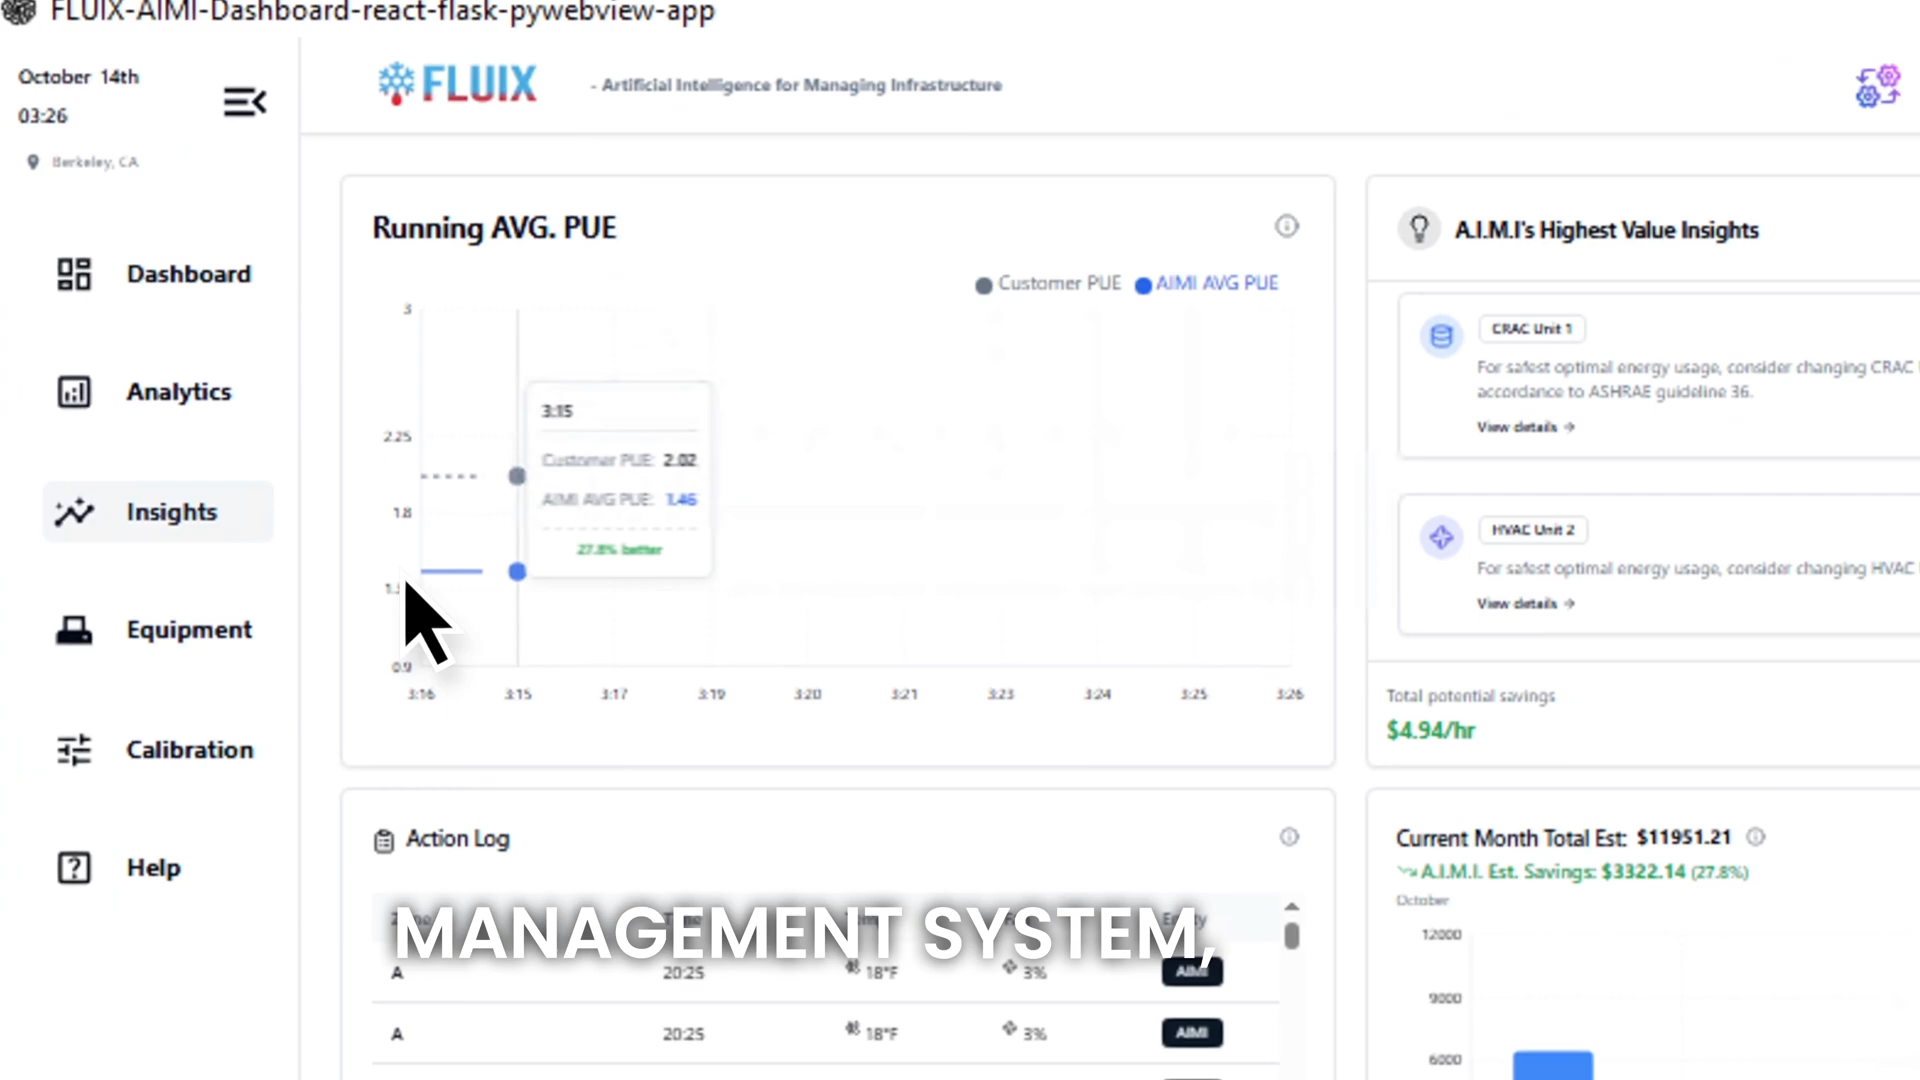 FLUIX-AIMI-Dashboard-react-flask-pywebview-app
October 14th
03:26
Berkeley, CA
Dashboard
Analytics
Insights
Equipment
Calibration
Help
FLUIX
- Artificial Intelligence for Managing Infrastructure
Running AVG. PUE
Customer PUE
AIMI AVG PUE
3
2.25
1.8
0.9
3:15
Customer PUE: 2.02
AIMI AVG PUE: 1.46
27.8% better
3:16 3:15 3:17 3:19 3:20 3:21 3:23 3:24 3:25 3:26
A.I.M.I's Highest Value Insights
CRAC Unit 1
For safest optimal energy usage, consider changing CRAC
accordance to ASHRAE guideline 36.
View details →
HVAC Unit 2
For safest optimal energy usage, consider changing HVAC
View details →
Total potential savings
$4.94/hr
Action Log
MANAGEMENT SYSTEM,
A 20:25 18°F 3% AIMI
A 20:25 18°F 3% AIMI
Current Month Total Est: $11951.21
A.I.M.I. Est. Savings: $3322.14 (27.8%)
October
12000
9000
6000